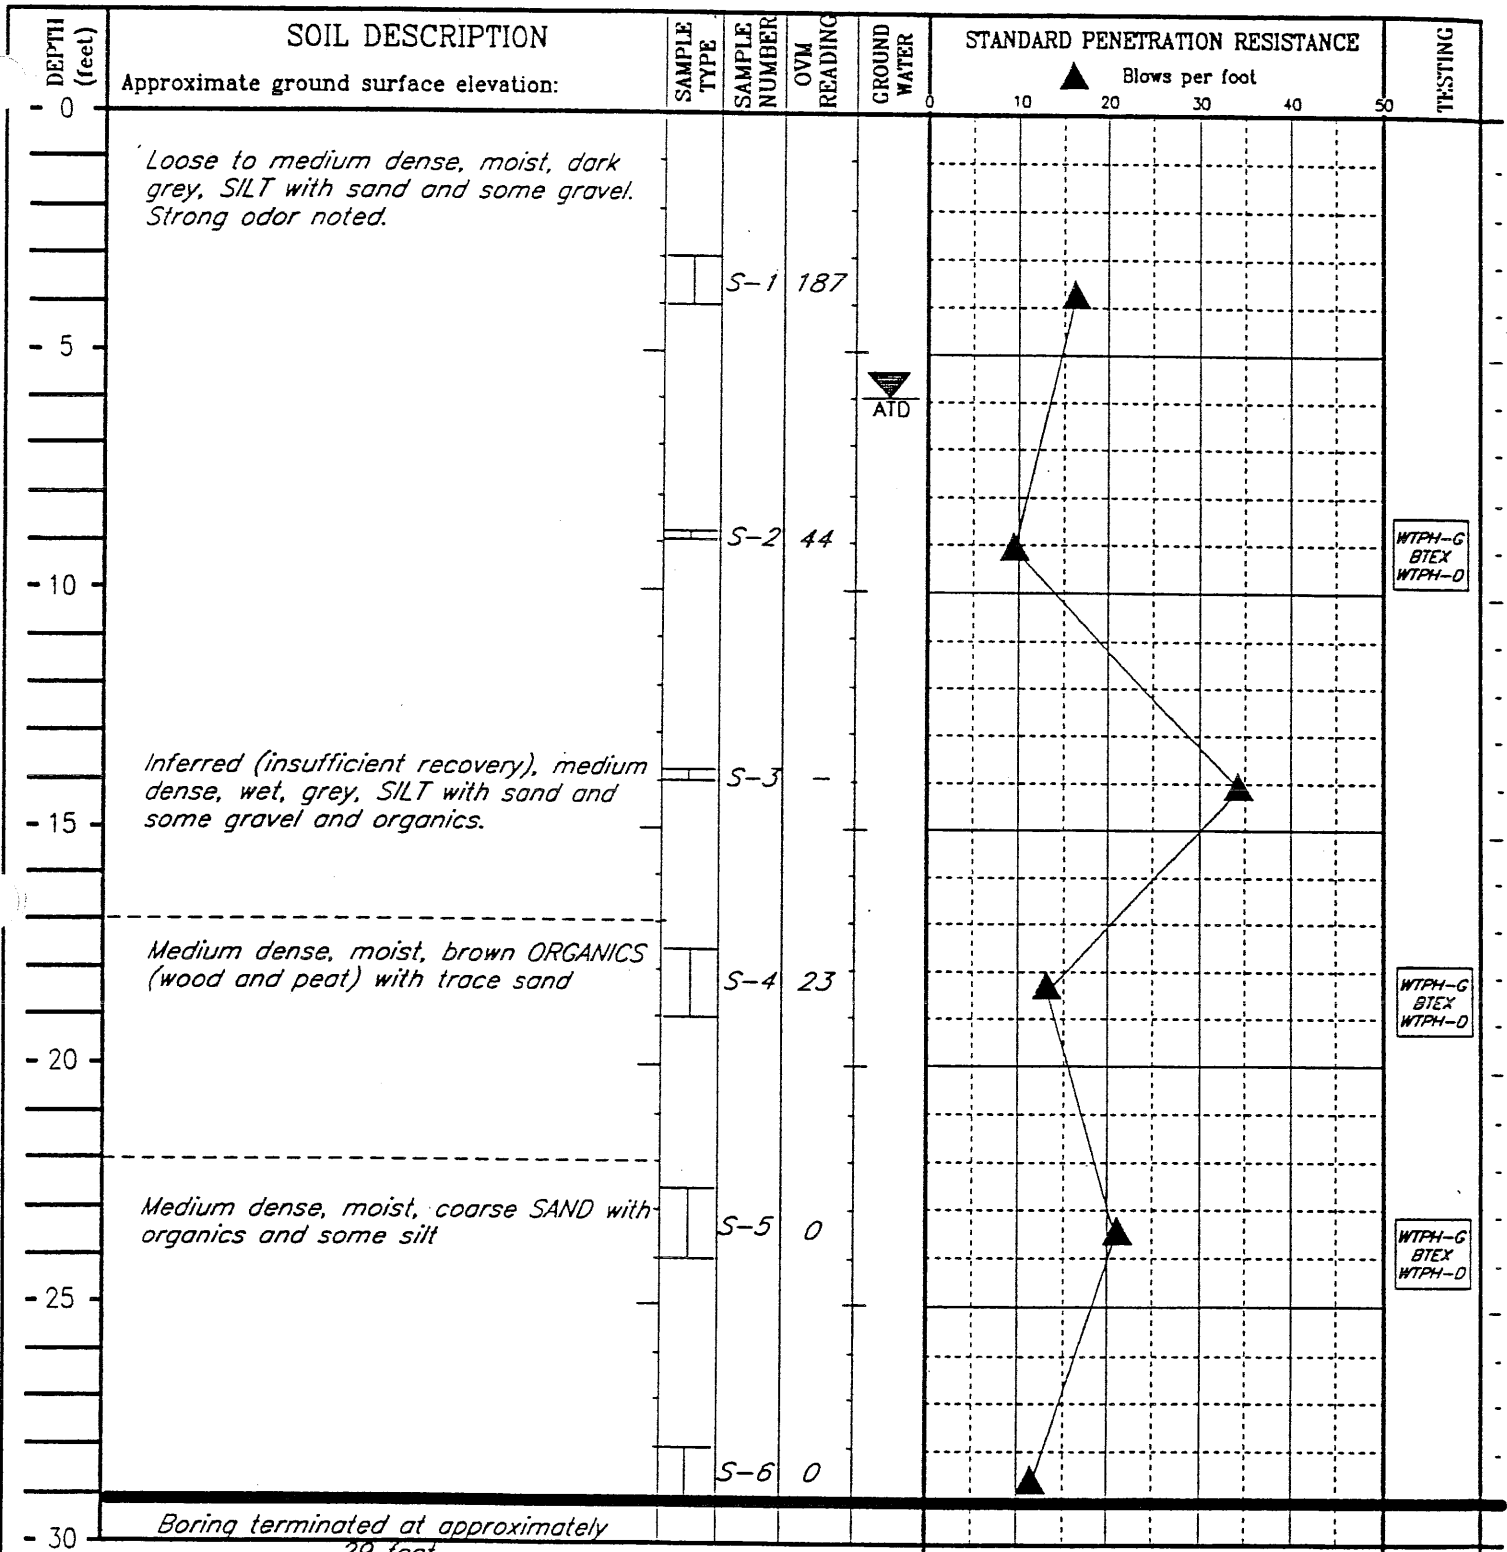 DEPTH (feet)
SOIL DESCRIPTION
Approximate ground surface elevation:
SAMPLE TYPE
SAMPLE NUMBER
OVM READING
GROUND WATER
STANDARD PENETRATION RESISTANCE
▲ Blows per foot
0 10 20 30 40 50
TESTING
- 0
Loose to medium dense, moist, dark
grey, SILT with sand and some gravel.
Strong odor noted.
S-1 187
- 5
ATD
S-2 44
WTPH-G
BTEX
WTPH-D
- 10
Inferred (insufficient recovery), medium
dense, wet, grey, SILT with sand and
some gravel and organics.
S-3 -
- 15
Medium dense, moist, brown ORGANICS
(wood and peat) with trace sand
S-4 23
WTPH-G
BTEX
WTPH-D
- 20
Medium dense, moist, coarse SAND with
organics and some silt
S-5 0
WTPH-G
BTEX
WTPH-D
- 25
S-6 0
Boring terminated at approximately
29 feet
- 30